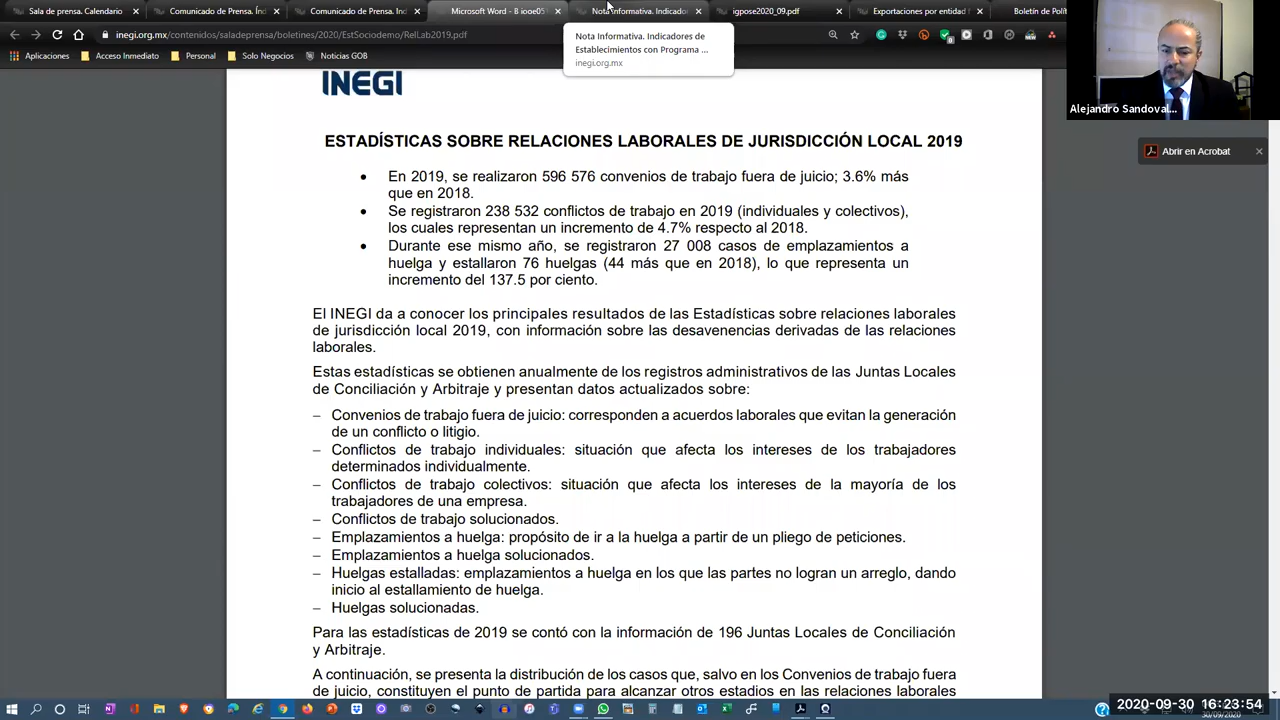 Sala de prensa. Calendario
Comunicado de Prensa. Ind
Comunicado de Prensa. Ind
Microsoft Word - B iooe05
Nota Informativa. Indicador
igpose2020_09.pdf
Exportaciones por entidad f
Boletín de Polí
inegi.org.mx/contenidos/saladeprensa/boletines/2020/EstSociodemo/RelLab2019.pdf
Aplicaciones
Acceso Inmediato
Personal
Solo Negocios
Noticias GOB
Nota Informativa. Indicadores de
Establecimientos con Programa ...
inegi.org.mx
Alejandro Sandoval...
Abrir en Acrobat
INEGI
ESTADÍSTICAS SOBRE RELACIONES LABORALES DE JURISDICCIÓN LOCAL 2019
• En 2019, se realizaron 596 576 convenios de trabajo fuera de juicio; 3.6% más
que en 2018.
• Se registraron 238 532 conflictos de trabajo en 2019 (individuales y colectivos),
los cuales representan un incremento de 4.7% respecto al 2018.
• Durante ese mismo año, se registraron 27 008 casos de emplazamientos a
huelga y estallaron 76 huelgas (44 más que en 2018), lo que representa un
incremento del 137.5 por ciento.
El INEGI da a conocer los principales resultados de las Estadísticas sobre relaciones laborales
de jurisdicción local 2019, con información sobre las desavenencias derivadas de las relaciones
laborales.
Estas estadísticas se obtienen anualmente de los registros administrativos de las Juntas Locales
de Conciliación y Arbitraje y presentan datos actualizados sobre:
– Convenios de trabajo fuera de juicio: corresponden a acuerdos laborales que evitan la generación
de un conflicto o litigio.
– Conflictos de trabajo individuales: situación que afecta los intereses de los trabajadores
determinados individualmente.
– Conflictos de trabajo colectivos: situación que afecta los intereses de la mayoría de los
trabajadores de una empresa.
– Conflictos de trabajo solucionados.
– Emplazamientos a huelga: propósito de ir a la huelga a partir de un pliego de peticiones.
– Emplazamientos a huelga solucionados.
– Huelgas estalladas: emplazamientos a huelga en los que las partes no logran un arreglo, dando
inicio al estallamiento de huelga.
– Huelgas solucionadas.
Para las estadísticas de 2019 se contó con la información de 196 Juntas Locales de Conciliación
y Arbitraje.
A continuación, se presenta la distribución de los casos que, salvo en los Convenios de trabajo fuera
de juicio, constituyen el punto de partida para alcanzar otros estadios en las relaciones laborales
2020-09-30 16:23:54
30/09/2020